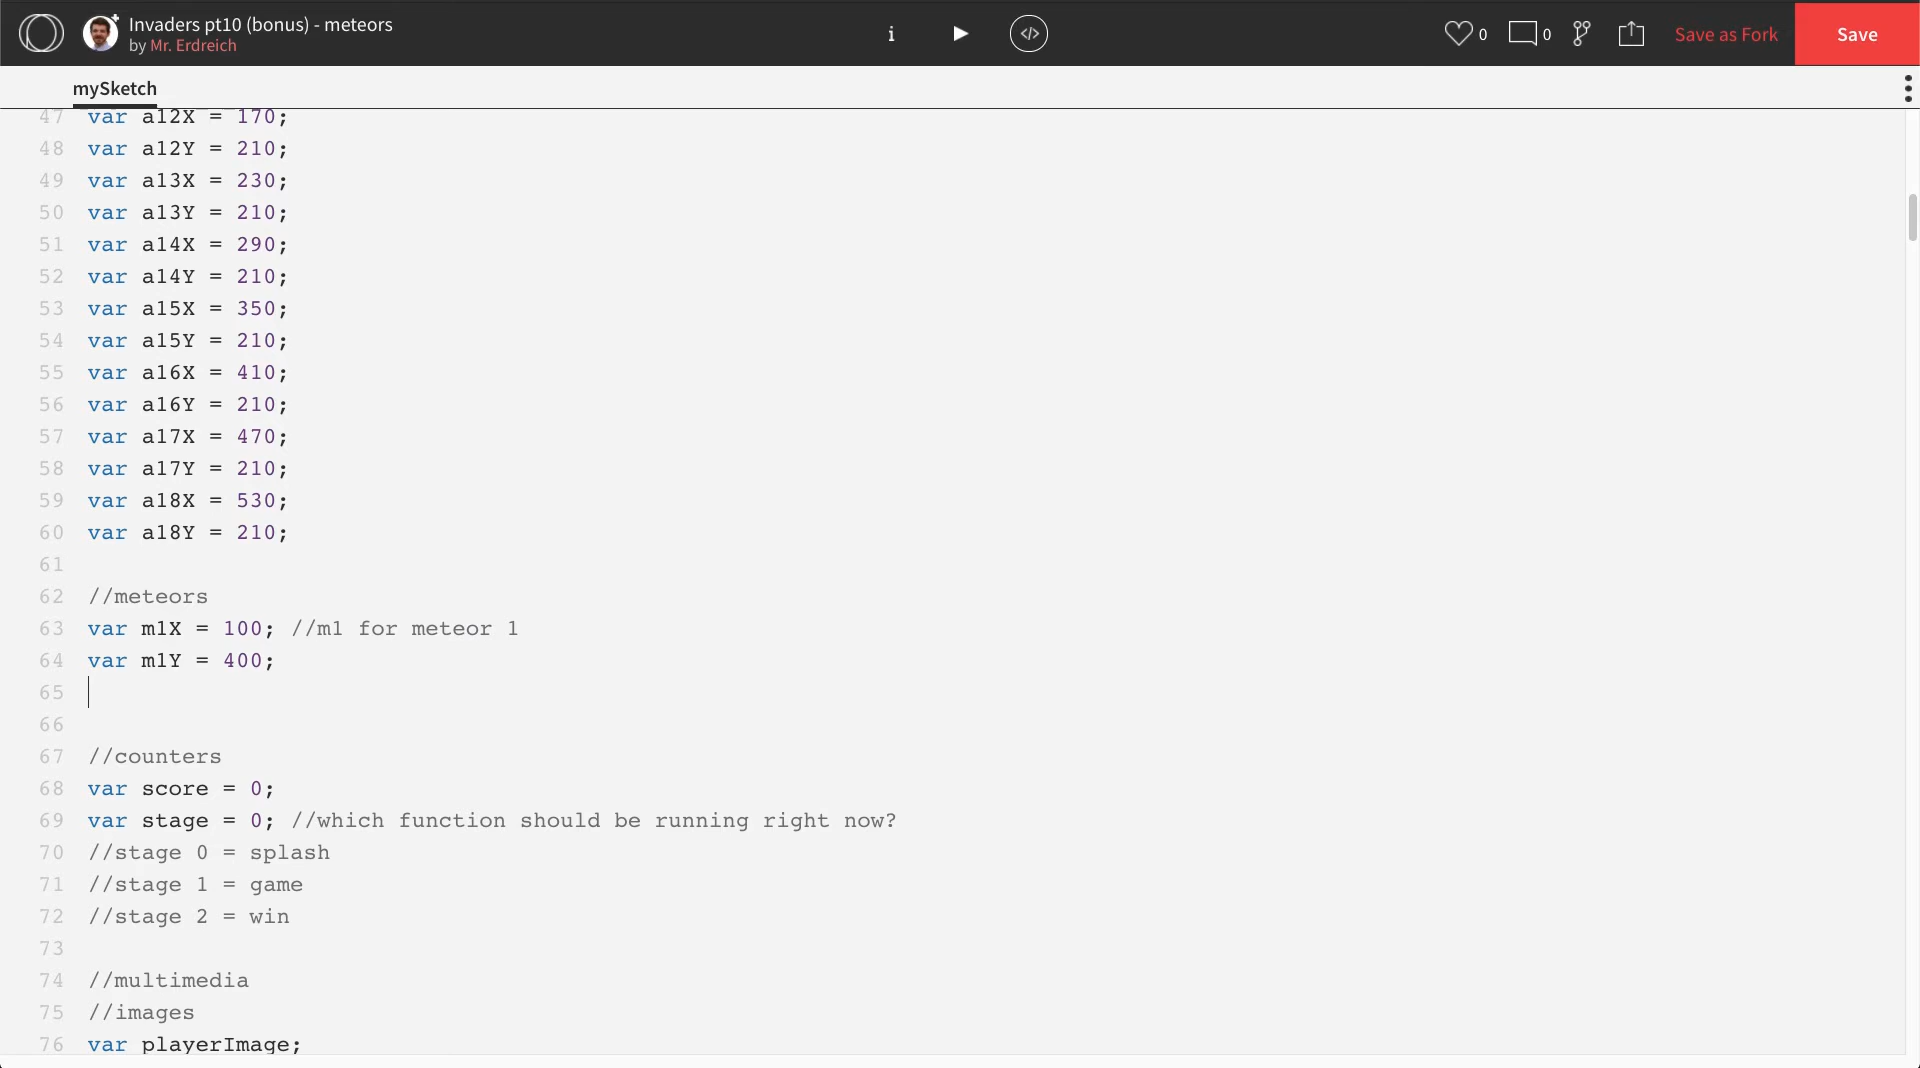 Invaders pt10 (bonus) - meteors
by Mr. Erdreich
i
</>
0
0
Save as Fork
Save
mySketch
47 var a12X = 170;
48 var a12Y = 210;
49 var a13X = 230;
50 var a13Y = 210;
51 var a14X = 290;
52 var a14Y = 210;
53 var a15X = 350;
54 var a15Y = 210;
55 var a16X = 410;
56 var a16Y = 210;
57 var a17X = 470;
58 var a17Y = 210;
59 var a18X = 530;
60 var a18Y = 210;
61
62 //meteors
63 var m1X = 100; //m1 for meteor 1
64 var m1Y = 400;
65
66
67 //counters
68 var score = 0;
69 var stage = 0; //which function should be running right now?
70 //stage 0 = splash
71 //stage 1 = game
72 //stage 2 = win
73
74 //multimedia
75 //images
76 var playerImage;